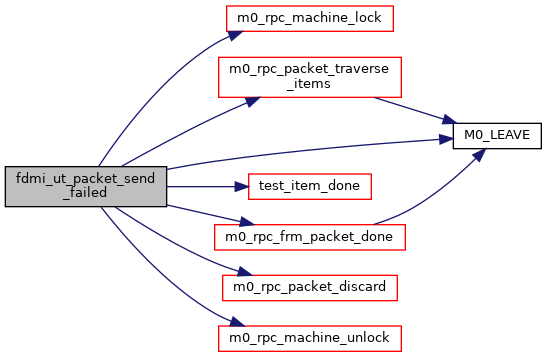 m0_rpc_machine_lock
m0_rpc_packet_traverse
_items
M0_LEAVE
fdmi_ut_packet_send
_failed
test_item_done
m0_rpc_frm_packet_done
m0_rpc_packet_discard
m0_rpc_machine_unlock